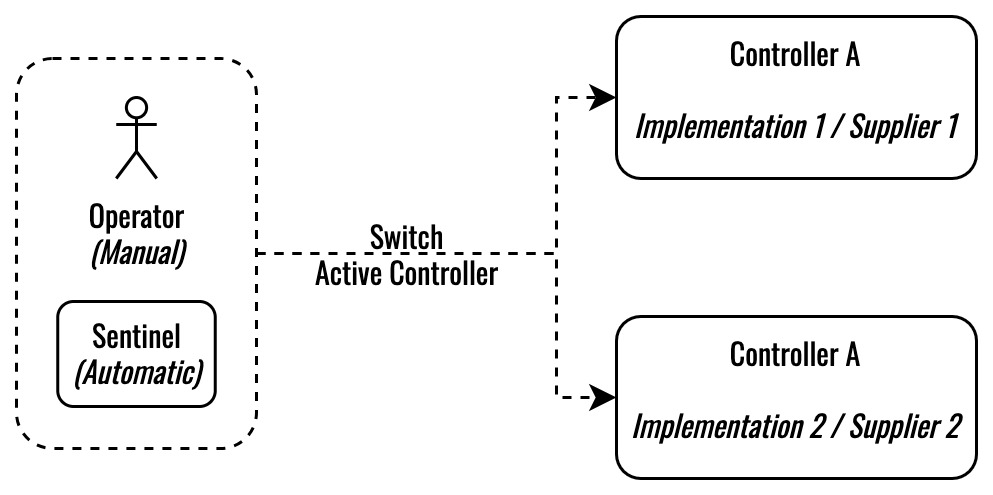 Operator
(Manual)
Sentinel
(Automatic)
Switch
Active Controller
Controller A
Implementation 1 / Supplier 1
Controller A
Implementation 2 / Supplier 2